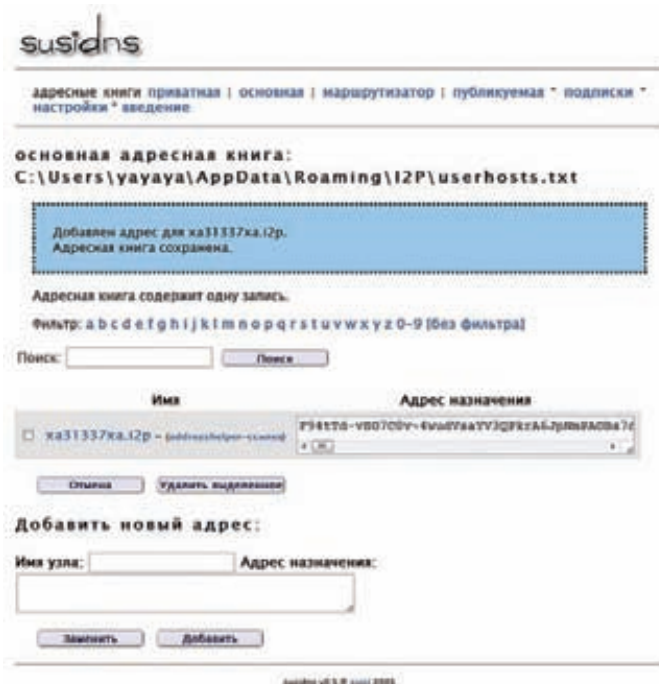 susidns
адресные книги приватная | основная | маршрутизатор | публикуемая * подписки *
настройки * введение
основная адресная книга:
C:\Users\yayaya\AppData\Roaming\I2P\userhosts.txt
Добавлен адрес для xa31337xa.i2p.
Адресная книга сохранена.
Адресная книга содержит одну запись.
Фильтр: a b c d e f g h i j k l m n o p q r s t u v w x y z 0-9 [без фильтра]
Поиск: Поиск
Имя Адрес назначения
xa31337xa.i2p - (addresshelper-ссылка)
Отмена Удалить выделенное
Добавить новый адрес:
Имя узла: Адрес назначения:
Заменить Добавить
susidns